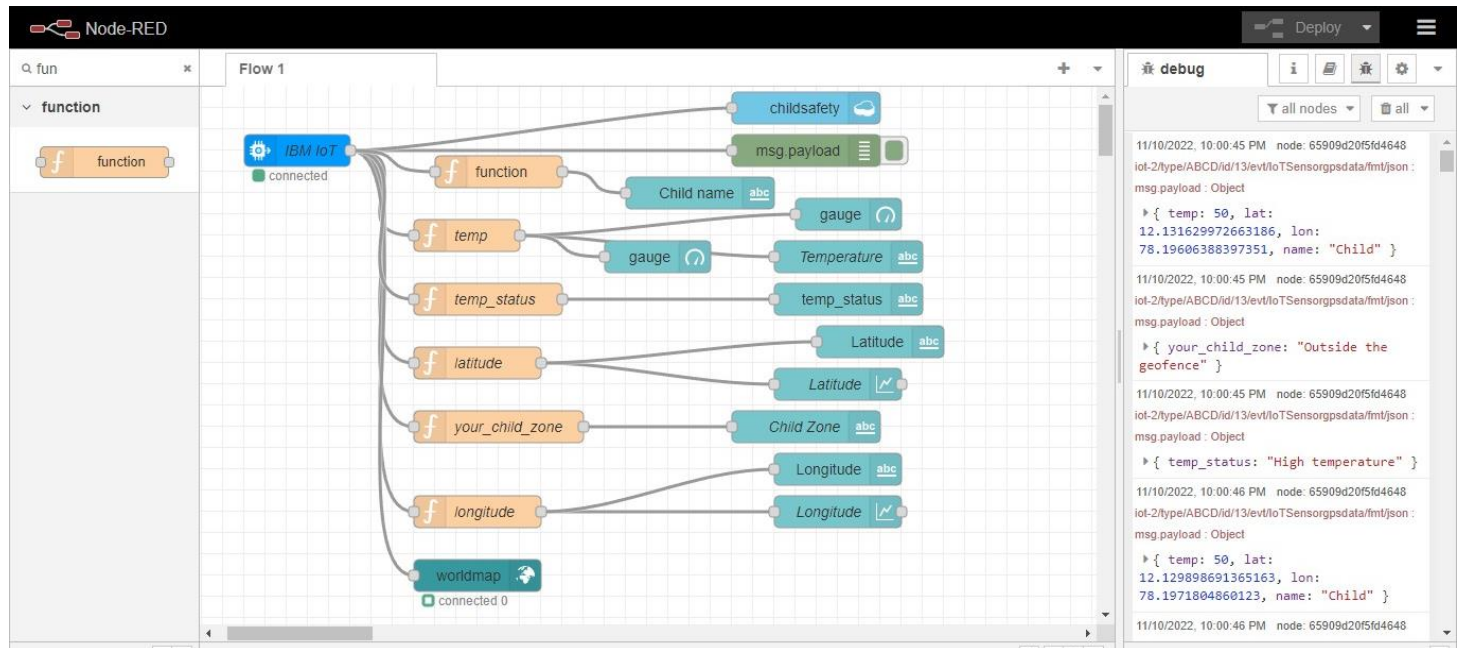 Node-RED
Deploy
fun
function
function
Flow 1
childsafety
IBM IoT
connected
msg.payload
function
Child name abc
gauge
temp
gauge
Temperature abc
temp_status
temp_status abc
Latitude abc
latitude
Latitude
your_child_zone
Child Zone abc
Longitude abc
longitude
Longitude
worldmap
connected 0
debug
i
all nodes
all
11/10/2022, 10:00:45 PM node: 65909d20f5fd4648
iot-2/type/ABCD/id/13/evt/IoTSensorgpsdata/fmt/json :
msg.payload : Object
{ temp: 50, lat:
12.131629972663186, lon:
78.19606388397351, name: "Child" }
11/10/2022, 10:00:45 PM node: 65909d20f5fd4648
iot-2/type/ABCD/id/13/evt/IoTSensorgpsdata/fmt/json :
msg.payload : Object
{ your_child_zone: "Outside the
geofence" }
11/10/2022, 10:00:45 PM node: 65909d20f5fd4648
iot-2/type/ABCD/id/13/evt/IoTSensorgpsdata/fmt/json :
msg.payload : Object
{ temp_status: "High temperature" }
11/10/2022, 10:00:46 PM node: 65909d20f5fd4648
iot-2/type/ABCD/id/13/evt/IoTSensorgpsdata/fmt/json :
msg.payload : Object
{ temp: 50, lat:
12.129898691365163, lon:
78.1971804860123, name: "Child" }
11/10/2022, 10:00:46 PM node: 65909d20f5fd4648